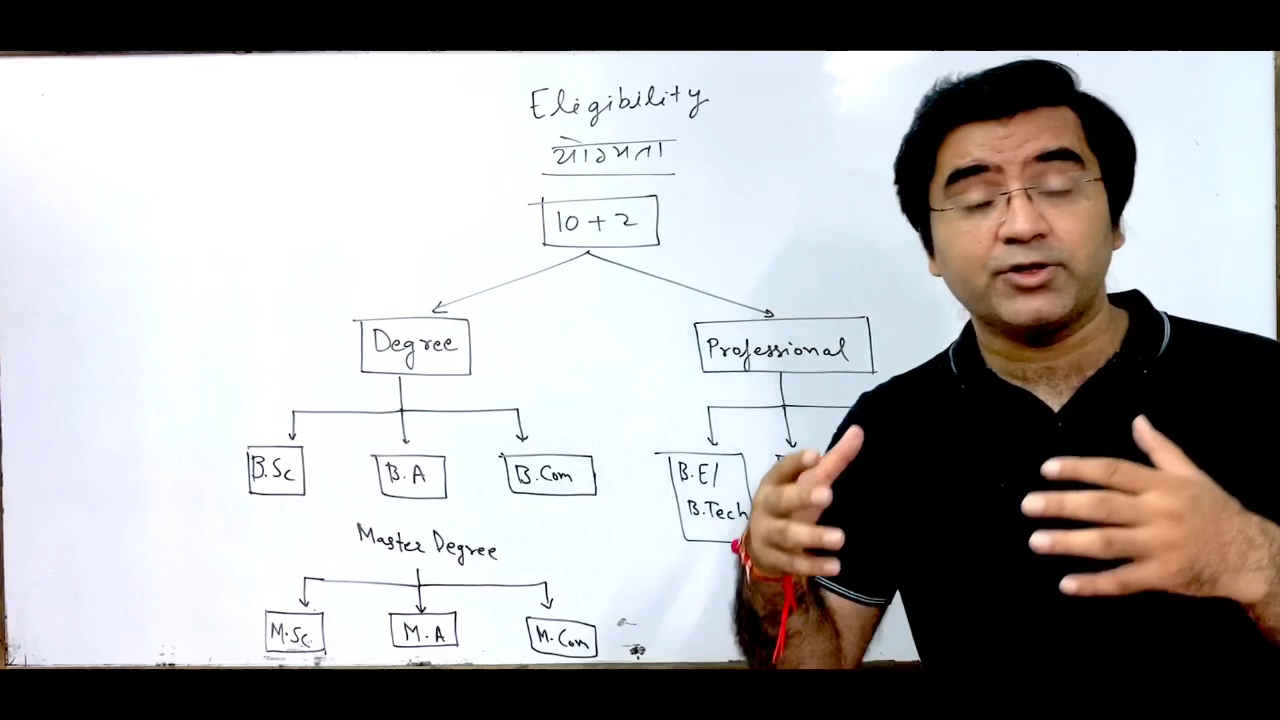 Eligibility
योग्यता
10+2
Degree
Professional
B.Sc
B.A
B.Com
B.E/
B.Tech
Master Degree
M.Sc.
M.A
M.Com